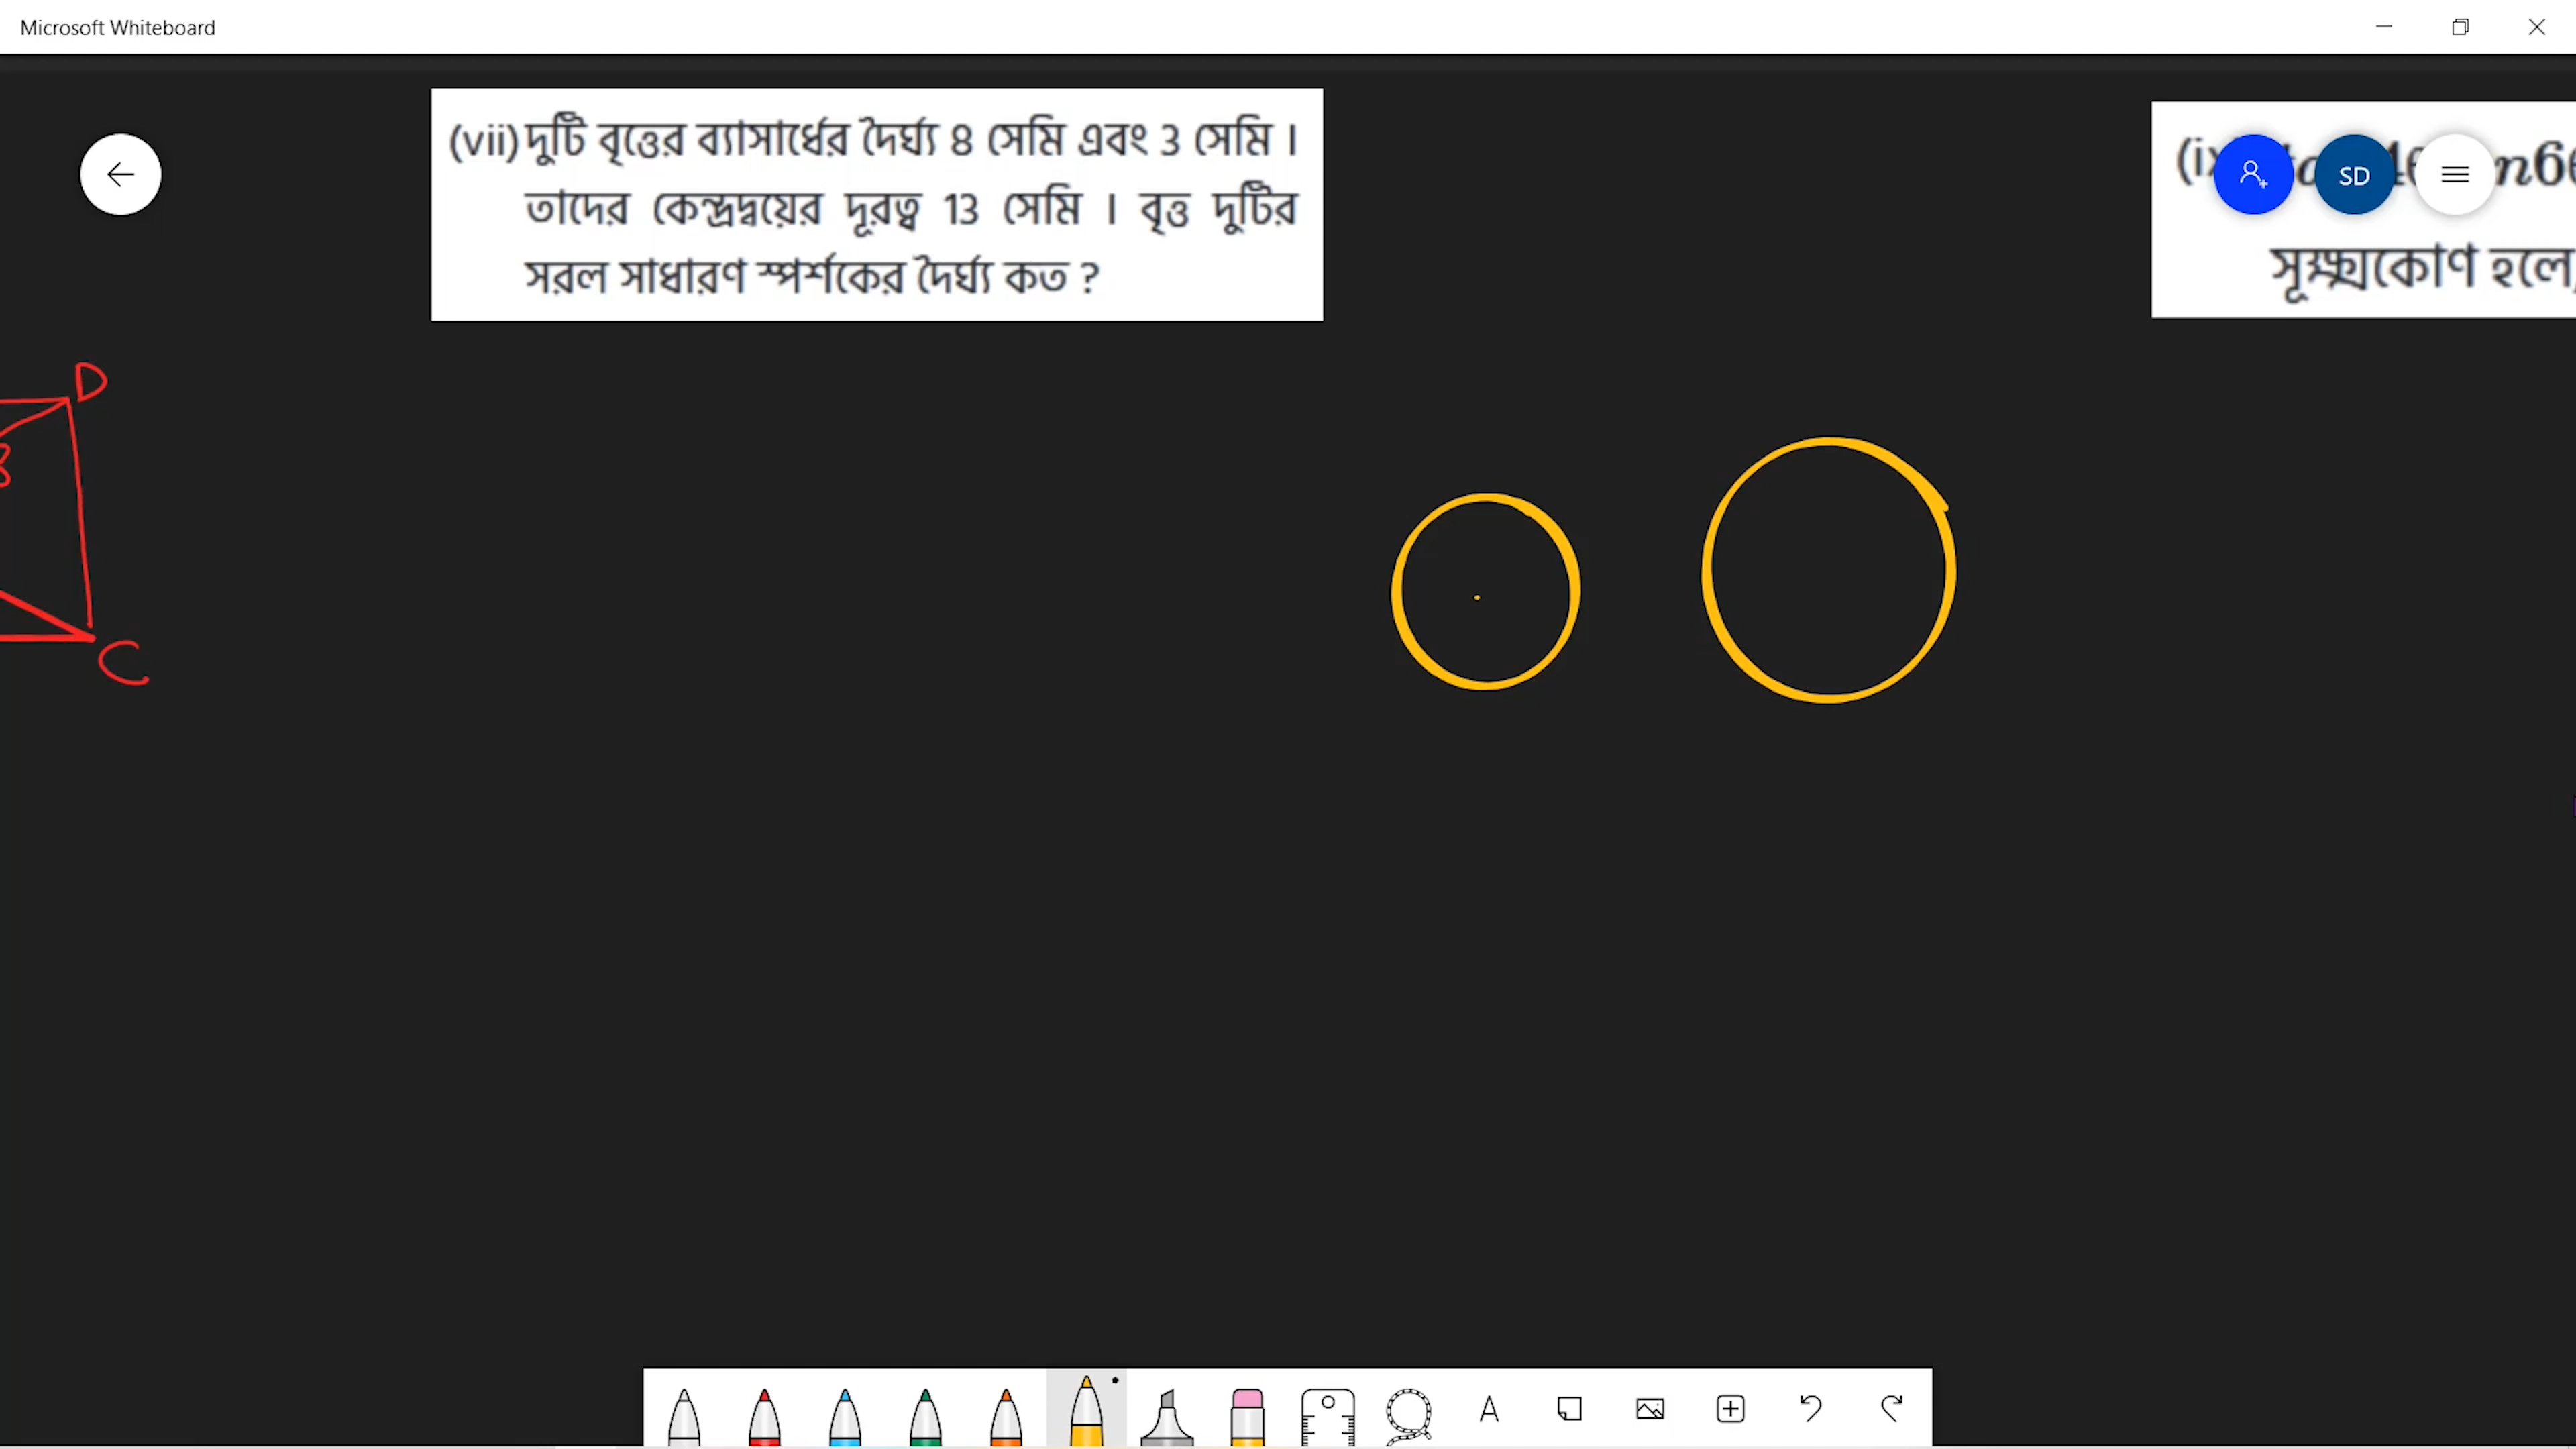 Microsoft Whiteboard
(vii) দুটি বৃত্তের ব্যাসার্ধের দৈর্ঘ্য 8 সেমি এবং 3 সেমি ।
তাদের কেন্দ্রদ্বয়ের দূরত্ব 13 সেমি । বৃত্ত দুটির
সরল সাধারণ স্পর্শকের দৈর্ঘ্য কত ?
SD
সূক্ষ্মকোণ হলে,
D
C